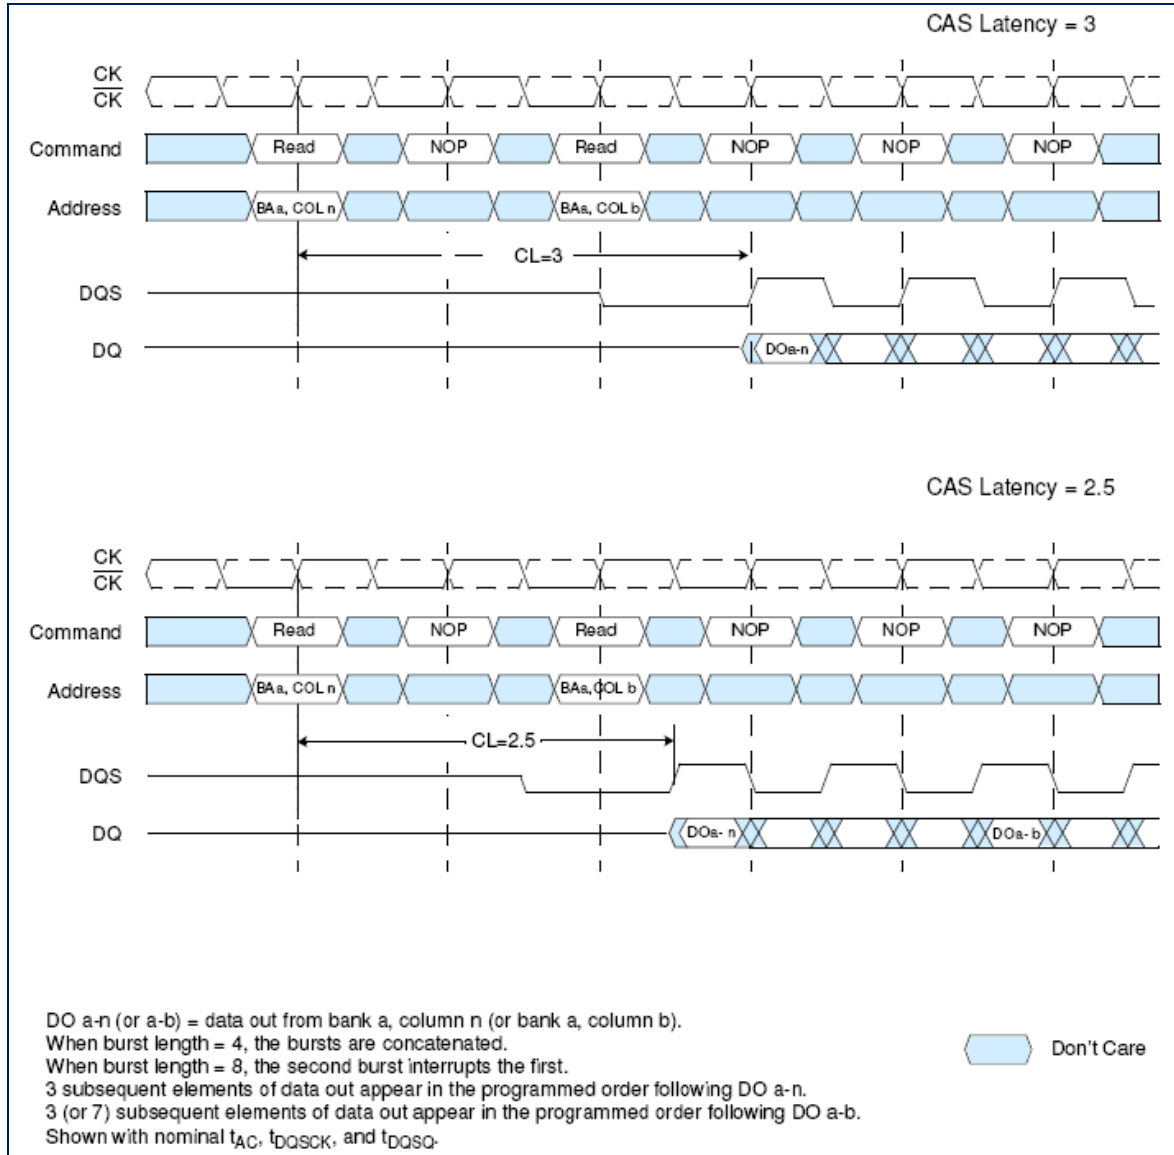 CAS Latency = 3
CK
CK
Command Read NOP Read NOP NOP NOP
Address BAa, COL n BAa, COL b
CL=3
DQS
DQ DOa-n
CAS Latency = 2.5
CK
CK
Command Read NOP Read NOP NOP NOP
Address BAa, COL n BAa, COL b
CL=2.5
DQS
DQ DOa- n DOa- b
DO a-n (or a-b) = data out from bank a, column n (or bank a, column b).
When burst length = 4, the bursts are concatenated.
When burst length = 8, the second burst interrupts the first.
3 subsequent elements of data out appear in the programmed order following DO a-n.
3 (or 7) subsequent elements of data out appear in the programmed order following DO a-b.
Shown with nominal tAC, tDQSCK, and tDQSQ.
Don't Care